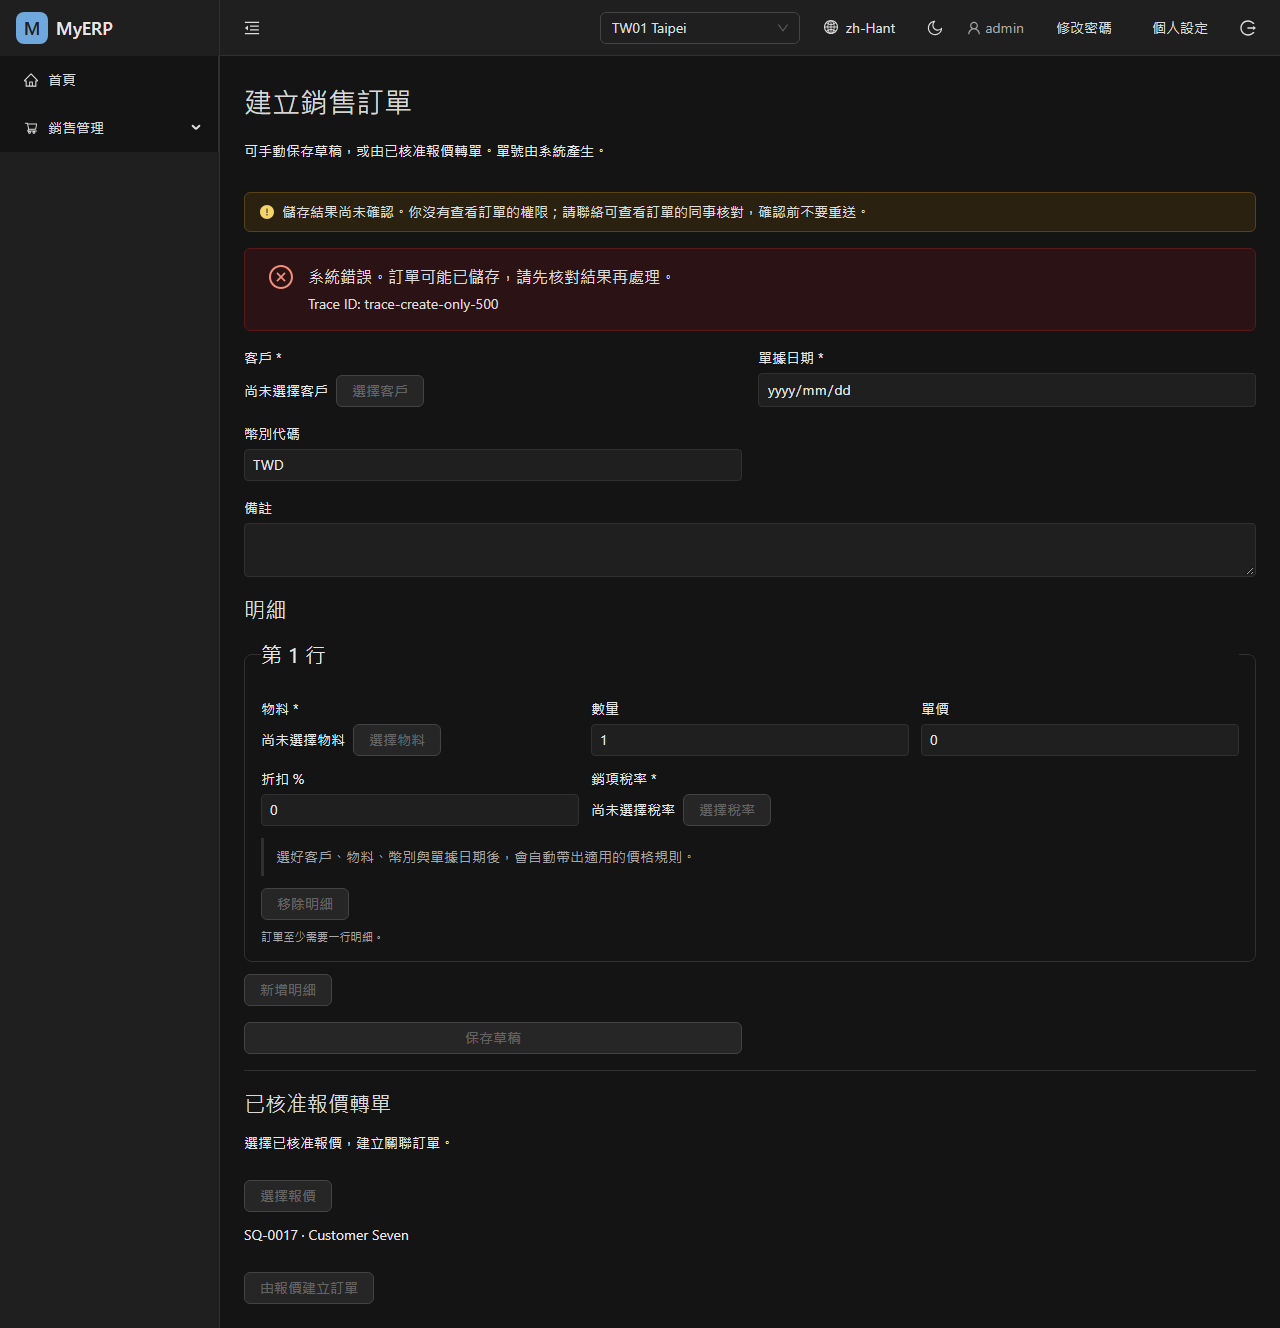 M MyERP
TW01 Taipei
zh-Hant
admin
修改密碼
個人設定
首頁
銷售管理
建立銷售訂單
可手動保存草稿，或由已核准報價轉單。單號由系統產生。
儲存結果尚未確認。你沒有查看訂單的權限；請聯絡可查看訂單的同事核對，確認前不要重送。
系統錯誤。訂單可能已儲存，請先核對結果再處理。
Trace ID: trace-create-only-500
客戶 *
單據日期 *
尚未選擇客戶 選擇客戶
yyyy/mm/dd
幣別代碼
TWD
備註
明細
第 1 行
物料 *
數量
單價
尚未選擇物料 選擇物料
1
0
折扣 %
銷項稅率 *
0
尚未選擇稅率 選擇稅率
選好客戶、物料、幣別與單據日期後，會自動帶出適用的價格規則。
移除明細
訂單至少需要一行明細。
新增明細
保存草稿
已核准報價轉單
選擇已核准報價，建立關聯訂單。
選擇報價
SQ-0017 · Customer Seven
由報價建立訂單